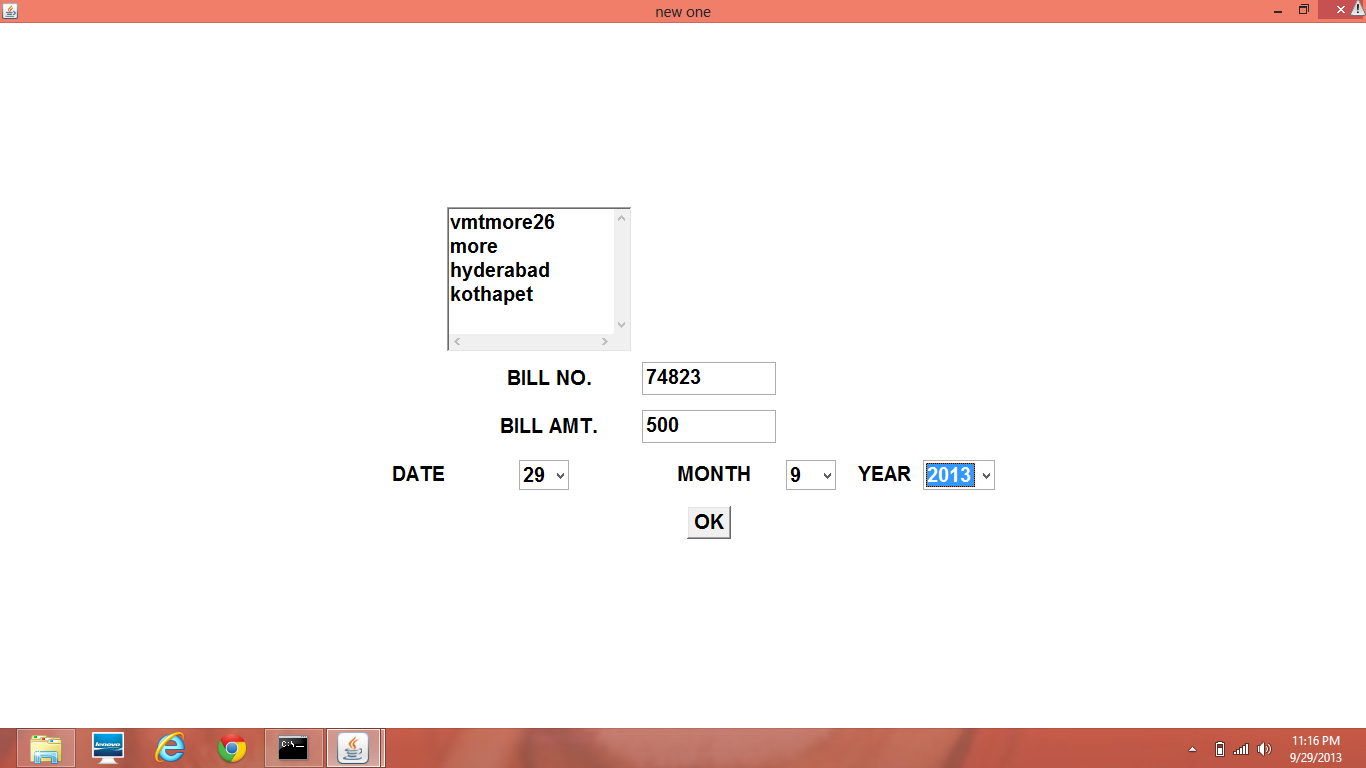 new one
vmtmore26
more
hyderabad
kothapet
BILL NO. 74823
BILL AMT. 500
DATE 29 MONTH 9 YEAR 2013
OK
lenovo
C:\._
11:16 PM
9/29/2013